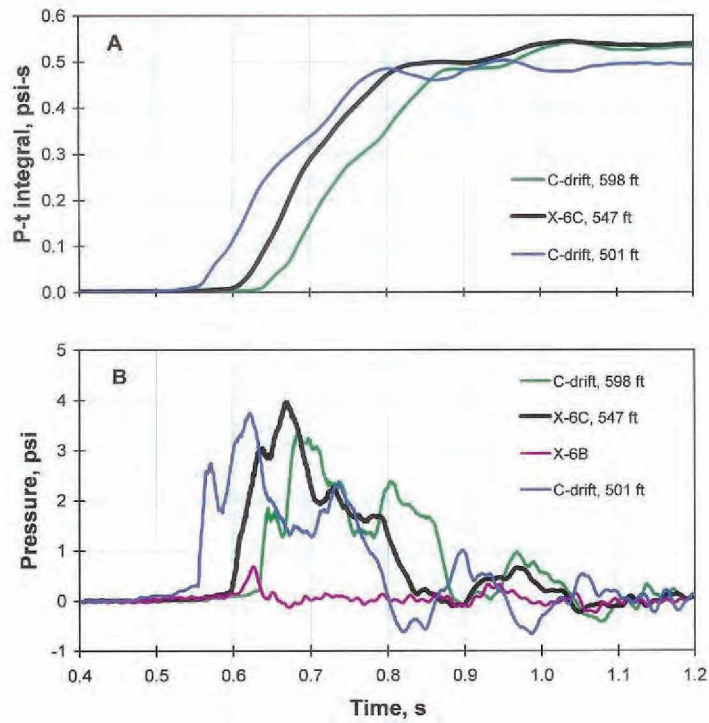 0.6
A
0.5
0.4
0.3
0.2
0.1
0.0
P-t integral, psi-s
C-drift, 598 ft
X-6C, 547 ft
C-drift, 501 ft
5
B
4
3
2
1
0
-1
Pressure, psi
C-drift, 598 ft
X-6C, 547 ft
X-6B
C-drift, 501 ft
0.4 0.5 0.6 0.7 0.8 0.9 1.0 1.1 1.2
Time, s